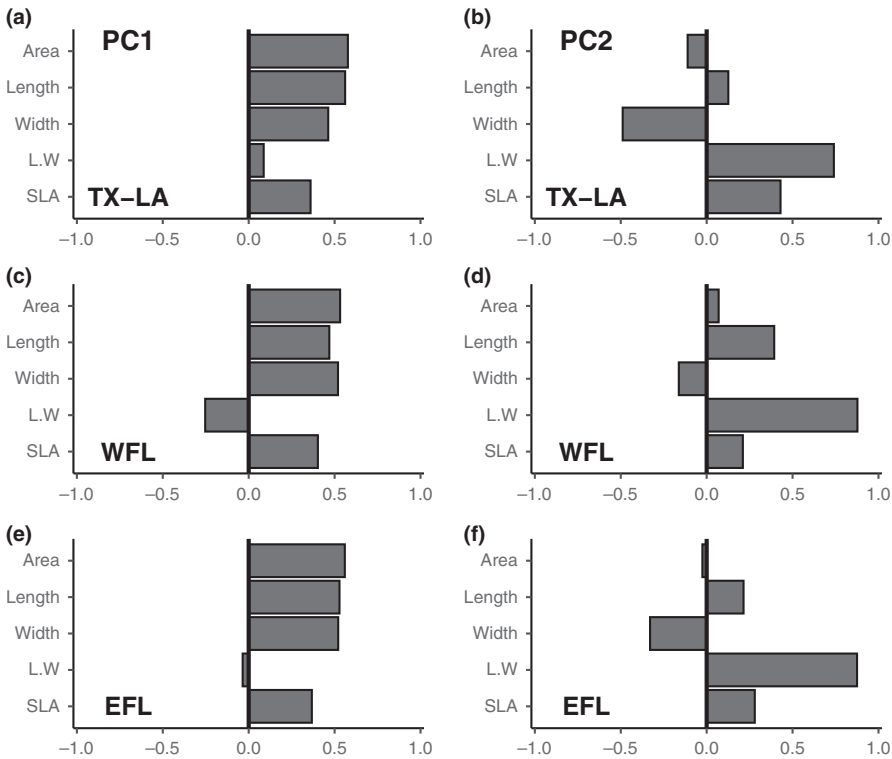 (a)
PC1
Area
Length
Width
L.W
SLA
TX–LA
–1.0 –0.5 0.0 0.5 1.0
(b)
PC2
Area
Length
Width
L.W
SLA
TX–LA
–1.0 –0.5 0.0 0.5 1.0
(c)
Area
Length
Width
L.W
SLA
WFL
–1.0 –0.5 0.0 0.5 1.0
(d)
Area
Length
Width
L.W
SLA
WFL
–1.0 –0.5 0.0 0.5 1.0
(e)
Area
Length
Width
L.W
SLA
EFL
–1.0 –0.5 0.0 0.5 1.0
(f)
Area
Length
Width
L.W
SLA
EFL
–1.0 –0.5 0.0 0.5 1.0